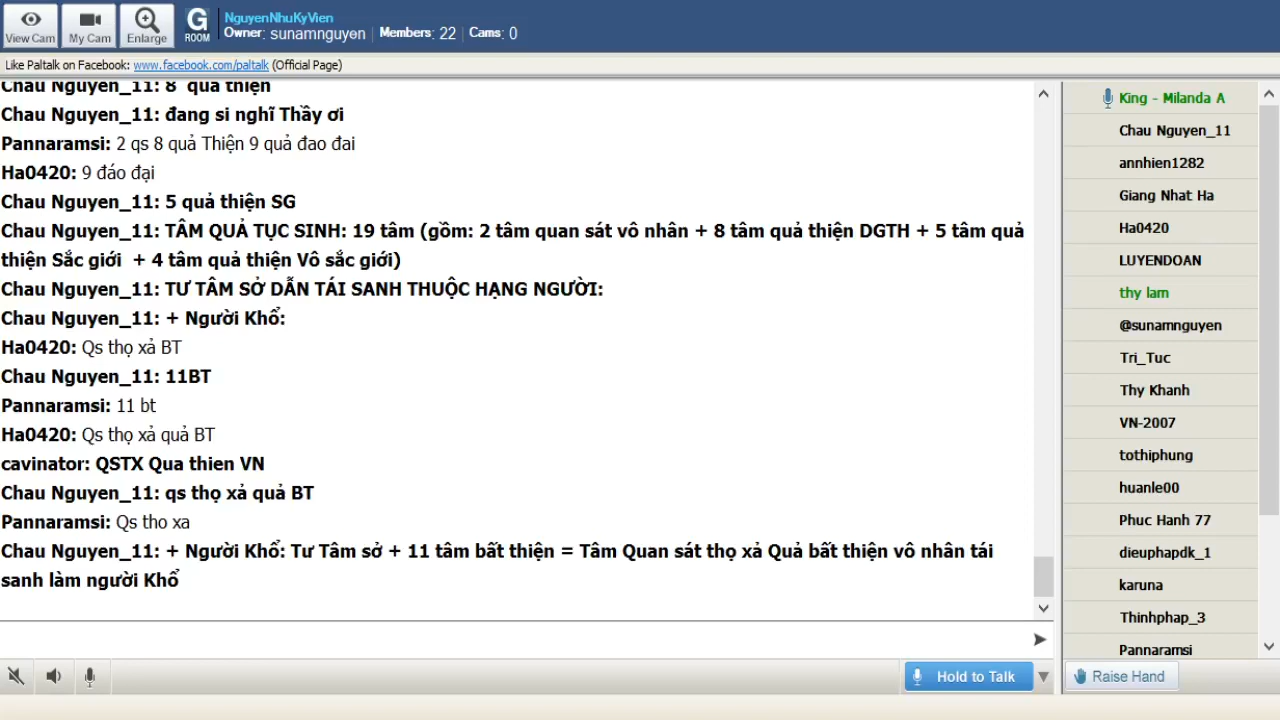 View Cam
My Cam
Enlarge
G
ROOM
NguyenNhuKyVien
Owner: sunamnguyen Members: 22 Cams: 0
Like Paltalk on Facebook: www.facebook.com/paltalk (Official Page)
Chau Nguyen_11: 8 quả thiện
Chau Nguyen_11: đang si nghĩ Thầy ơi
Pannaramsi: 2 qs 8 quả Thiện 9 quả đao đai
Ha0420: 9 đáo đại
Chau Nguyen_11: 5 quả thiện SG
Chau Nguyen_11: TÂM QUẢ TỤC SINH: 19 tâm (gồm: 2 tâm quan sát vô nhân + 8 tâm quả thiện DGTH + 5 tâm quả
thiện Sắc giới + 4 tâm quả thiện Vô sắc giới)
Chau Nguyen_11: TƯ TÂM SỞ DẪN TÁI SANH THUỘC HẠNG NGƯỜI:
Chau Nguyen_11: + Người Khổ:
Ha0420: Qs thọ xả BT
Chau Nguyen_11: 11BT
Pannaramsi: 11 bt
Ha0420: Qs thọ xả quả BT
cavinator: QSTX Qua thien VN
Chau Nguyen_11: qs thọ xả quả BT
Pannaramsi: Qs tho xa
Chau Nguyen_11: + Người Khổ: Tư Tâm sở + 11 tâm bất thiện = Tâm Quan sát thọ xả Quả bất thiện vô nhân tái
sanh làm người Khổ
King - Milanda A
Chau Nguyen_11
annhien1282
Giang Nhat Ha
Ha0420
LUYENDOAN
thy lam
@sunamnguyen
Tri_Tuc
Thy Khanh
VN-2007
tothiphung
huanle00
Phuc Hanh 77
dieuphapdk_1
karuna
Thinhphap_3
Pannaramsi
Hold to Talk
Raise Hand